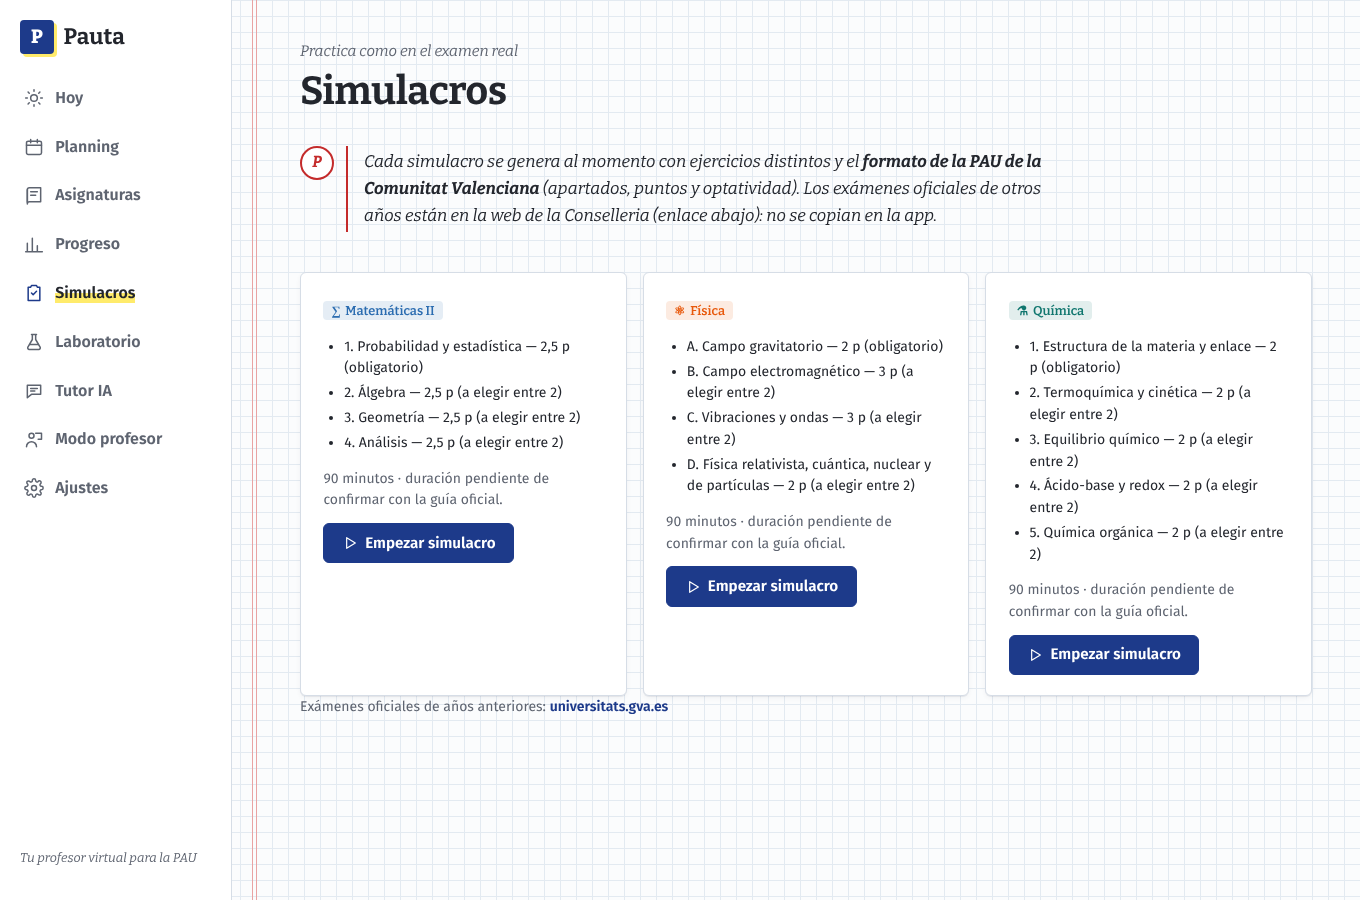 P Pauta
Hoy
Planning
Asignaturas
Progreso
Simulacros
Laboratorio
Tutor IA
Modo profesor
Ajustes
Tu profesor virtual para la PAU
Practica como en el examen real
Simulacros
P
Cada simulacro se genera al momento con ejercicios distintos y el formato de la PAU de la
Comunitat Valenciana (apartados, puntos y optatividad). Los exámenes oficiales de otros
años están en la web de la Conselleria (enlace abajo): no se copian en la app.
∑ Matemáticas II
• 1. Probabilidad y estadística — 2,5 p
(obligatorio)
• 2. Álgebra — 2,5 p (a elegir entre 2)
• 3. Geometría — 2,5 p (a elegir entre 2)
• 4. Análisis — 2,5 p (a elegir entre 2)
90 minutos · duración pendiente de
confirmar con la guía oficial.
Empezar simulacro
⚛ Física
• A. Campo gravitatorio — 2 p (obligatorio)
• B. Campo electromagnético — 3 p (a
elegir entre 2)
• C. Vibraciones y ondas — 3 p (a elegir
entre 2)
• D. Física relativista, cuántica, nuclear y
de partículas — 2 p (a elegir entre 2)
90 minutos · duración pendiente de
confirmar con la guía oficial.
Empezar simulacro
⚗ Química
• 1. Estructura de la materia y enlace — 2
p (obligatorio)
• 2. Termoquímica y cinética — 2 p (a
elegir entre 2)
• 3. Equilibrio químico — 2 p (a elegir
entre 2)
• 4. Ácido-base y redox — 2 p (a elegir
entre 2)
• 5. Química orgánica — 2 p (a elegir entre
2)
90 minutos · duración pendiente de
confirmar con la guía oficial.
Empezar simulacro
Exámenes oficiales de años anteriores: universitats.gva.es